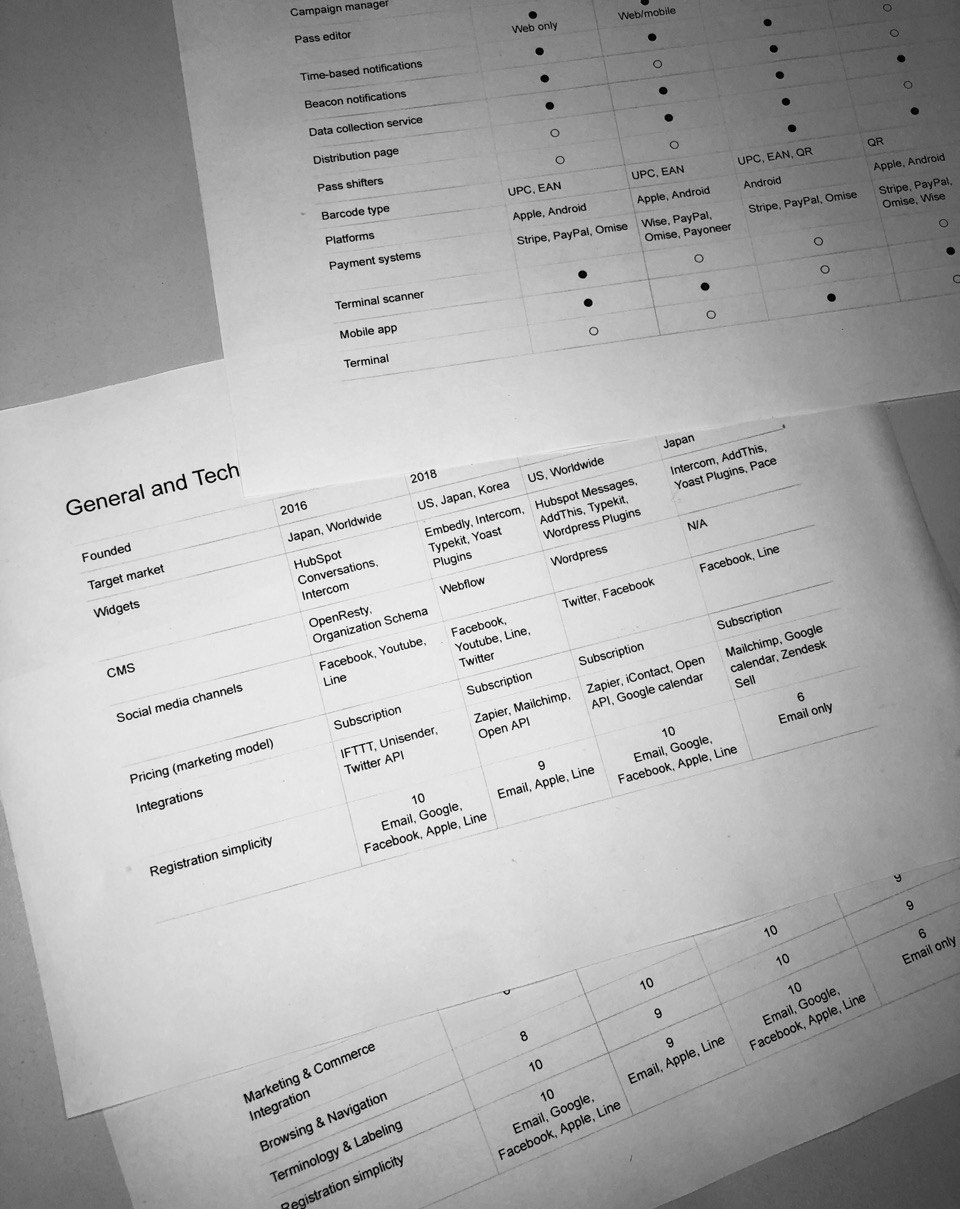 Campaign manager
Pass editor ● Web only ● Web/mobile ○
Time-based notifications ● ● ● ○
Beacon notifications ● ○ ● ●
Data collection service ● ● ● ○
Distribution page ○ ● ● ●
Pass shifters ○ ○ ●
Barcode type UPC, EAN UPC, EAN UPC, EAN, QR QR
Platforms Apple, Android Apple, Android Android Apple, Android
Payment systems Stripe, PayPal, Omise Wise, PayPal, Stripe, PayPal, Omise Stripe, PayPal,
Omise, Payoneer Omise, Wise
Terminal scanner ● ○ ○ ○
Mobile app ● ● ○ ●
Terminal ○ ○ ● ○
General and Tech
Founded 2016 2018
Target market Japan, Worldwide US, Japan, Korea US, Worldwide Japan
Widgets HubSpot Embedly, Intercom, Hubspot Messages, Intercom, AddThis,
Conversations, Typekit, Yoast AddThis, Typekit, Yoast Plugins, Pace
Intercom Plugins Wordpress Plugins
CMS OpenResty, Webflow Wordpress N/A
Organization Schema
Social media channels Facebook, Youtube, Facebook, Twitter, Facebook Facebook, Line
Line Youtube, Line,
Twitter
Pricing (marketing model) Subscription Subscription Subscription Subscription
Integrations IFTTT, Unisender, Zapier, Mailchimp, Zapier, iContact, Open Mailchimp, Google
Twitter API Open API API, Google calendar calendar, Zendesk
Sell
Registration simplicity 10 9 10 6
Email, Google, Email, Apple, Line Email, Google, Email only
Facebook, Apple, Line Facebook, Apple, Line
9
Marketing & Commerce 8 10 10 9
Integration
Browsing & Navigation 10 9 10 6
Terminology & Labeling 10 9 10 Email only
Registration simplicity Email, Google, Email, Apple, Line Email, Google,
Facebook, Apple, Line Facebook, Apple, Line